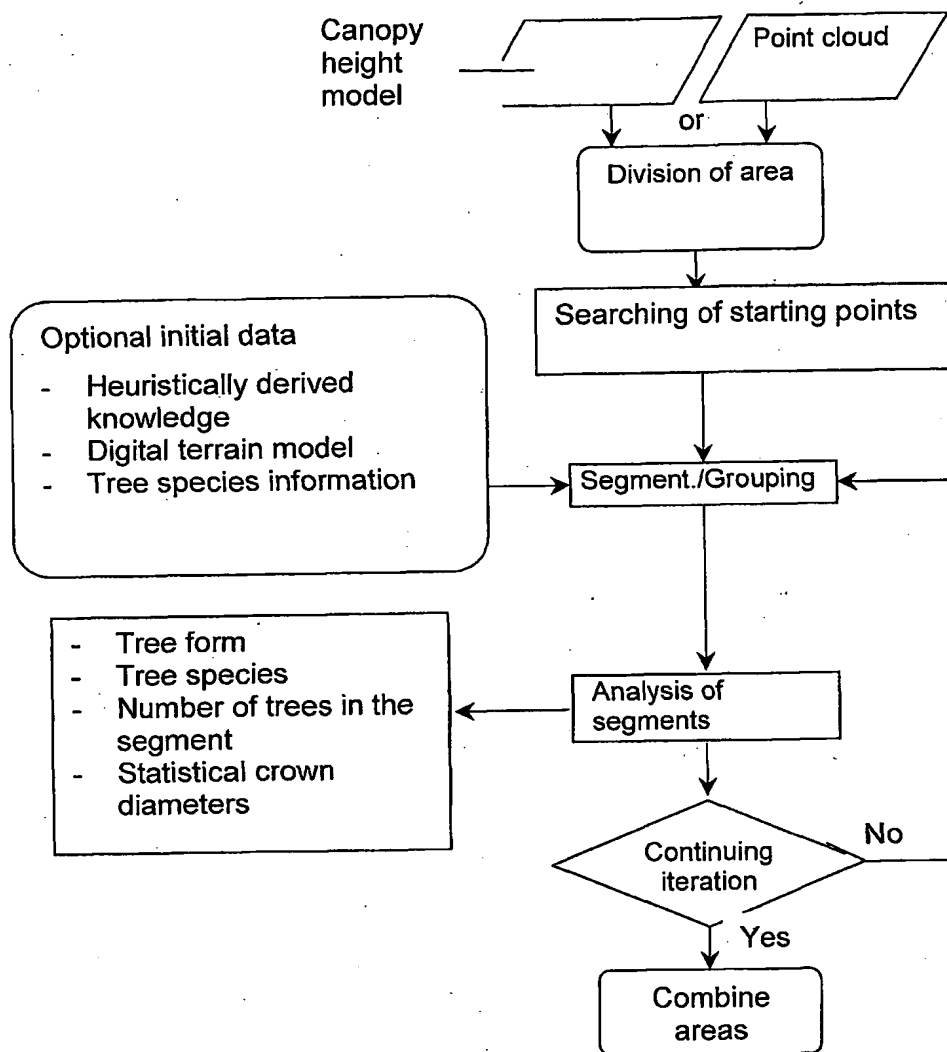 Canopy
height
model
Point cloud
or
Division of area
Searching of starting points
Optional initial data
- Heuristically derived
knowledge
- Digital terrain model
- Tree species information
Segment./Grouping
- Tree form
- Tree species
- Number of trees in the
segment
- Statistical crown
diameters
Analysis of
segments
Continuing
iteration
No
Yes
Combine
areas